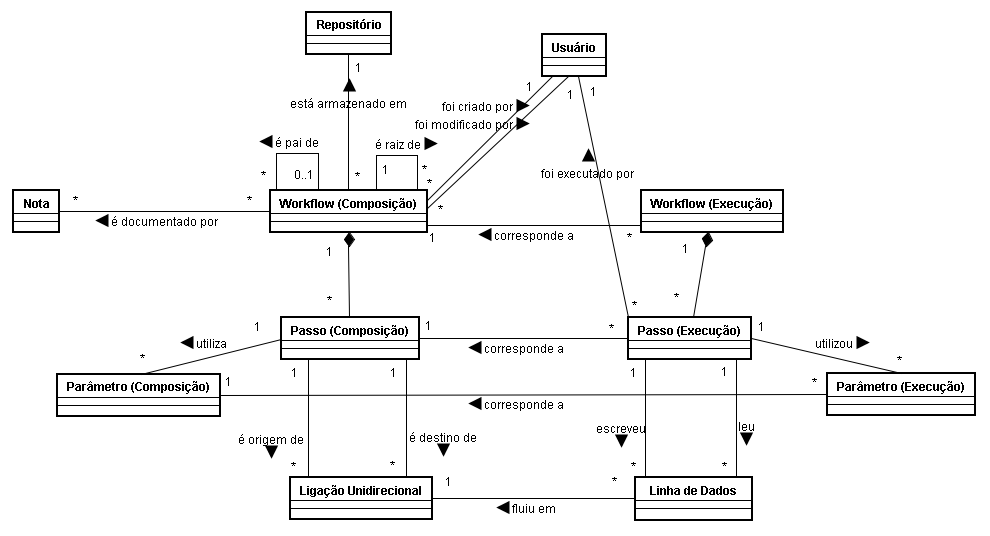 Repositório
1
Usuário
está armazenado em
1
1
1
foi criado por
foi modificado por
é pai de
é raiz de
*
0..1
*
1
*
*
foi executado por
Nota
*
*
Workflow (Composição)
*
Workflow (Execução)
é documentado por
1
corresponde a
*
1
1
*
*
*
Passo (Composição)
1
*
Passo (Execução)
1
utiliza
1
corresponde a
1
utilizou
*
*
Parâmetro (Composição)
1
1
1
1
1
*
Parâmetro (Execução)
corresponde a
é origem de
é destino de
escreveu
leu
*
*
*
*
Ligação Unidirecional
1
*
Linha de Dados
fluiu em